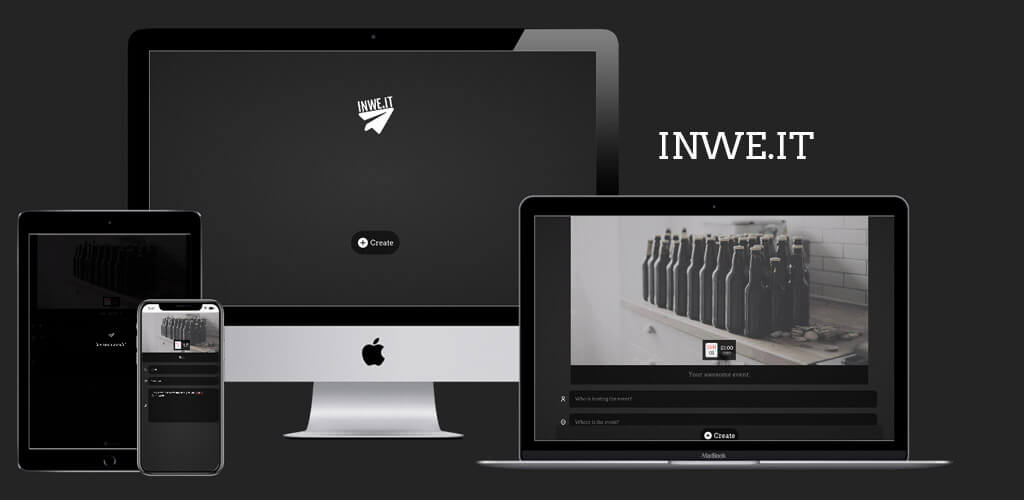 INWE.IT
Create
INWE.IT
21:00
Your awesome event.
Who is hosting the event?
Where is the event?
Create
MacBook